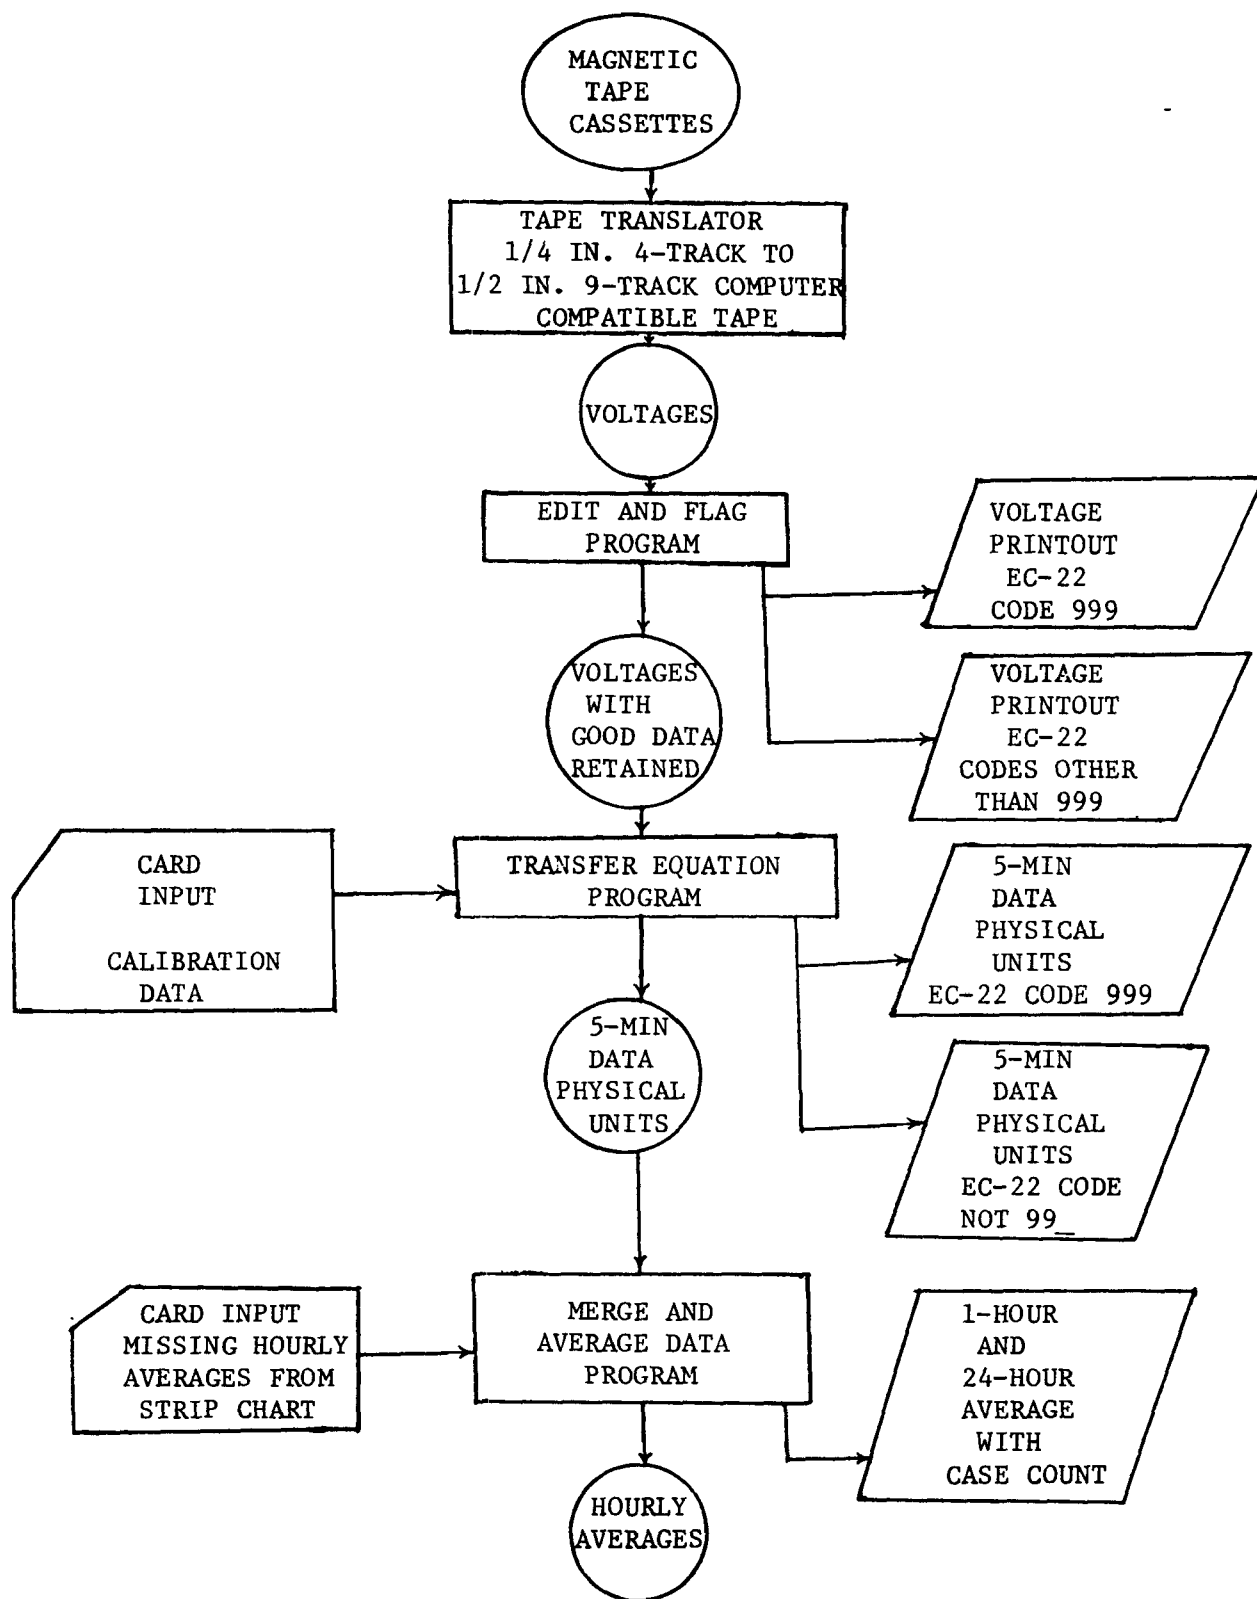 MAGNETIC
TAPE
CASSETTES
TAPE TRANSLATOR
1/4 IN. 4-TRACK TO
1/2 IN. 9-TRACK COMPUTER
COMPATIBLE TAPE
VOLTAGES
EDIT AND FLAG
PROGRAM
VOLTAGE
PRINTOUT
EC-22
CODE 999
VOLTAGES
WITH
GOOD DATA
RETAINED
VOLTAGE
PRINTOUT
EC-22
CODES OTHER
THAN 999
CARD
INPUT
CALIBRATION
DATA
TRANSFER EQUATION
PROGRAM
5-MIN
DATA
PHYSICAL
UNITS
EC-22 CODE 999
5-MIN
DATA
PHYSICAL
UNITS
5-MIN
DATA
PHYSICAL
UNITS
EC-22 CODE
NOT 99_
CARD INPUT
MISSING HOURLY
AVERAGES FROM
STRIP CHART
MERGE AND
AVERAGE DATA
PROGRAM
1-HOUR
AND
24-HOUR
AVERAGE
WITH
CASE COUNT
HOURLY
AVERAGES